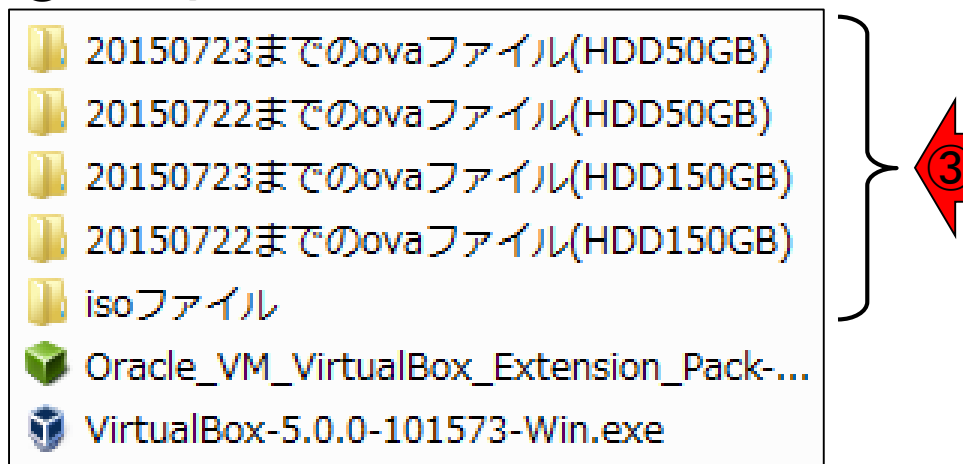 20150723までのovaファイル(HDD50GB)
20150722までのovaファイル(HDD50GB)
20150723までのovaファイル(HDD150GB)
20150722までのovaファイル(HDD150GB)
isoファイル
Oracle_VM_VirtualBox_Extension_Pack-...
VirtualBox-5.0.0-101573-Win.exe
③